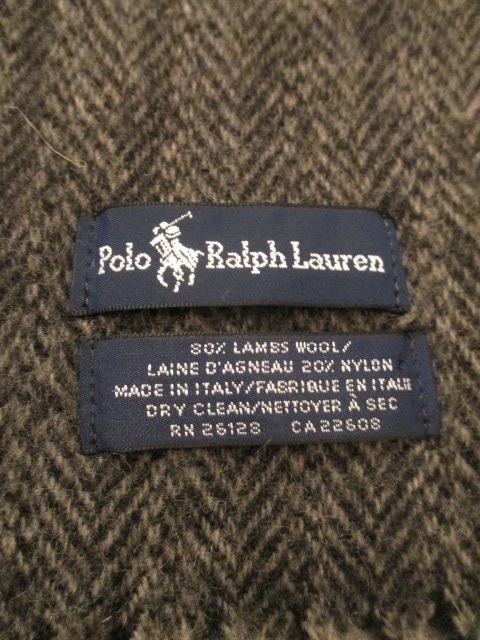 Polo Ralph Lauren
80% LAMBS WOOL/
LAINE D'AGNEAU 20% NYLON
MADE IN ITALY/FABRIQUE EN ITALIE
DRY CLEAN/NETTOYER À SEC
RN 26128 CA22608